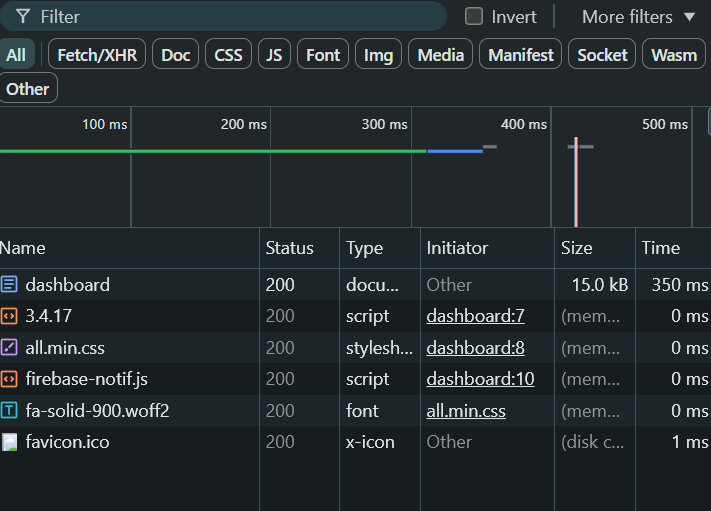 Filter Invert More filters
All Fetch/XHR Doc CSS JS Font Img Media Manifest Socket Wasm
Other
100 ms 200 ms 300 ms 400 ms 500 ms
Name Status Type Initiator Size Time
dashboard 200 docu... Other 15.0 kB 350 ms
3.4.17 200 script dashboard:7 (mem... 0 ms
all.min.css 200 stylesh... dashboard:8 (mem... 0 ms
firebase-notif.js 200 script dashboard:10 (mem... 0 ms
fa-solid-900.woff2 200 font all.min.css (mem... 0 ms
favicon.ico 200 x-icon Other (disk c... 1 ms